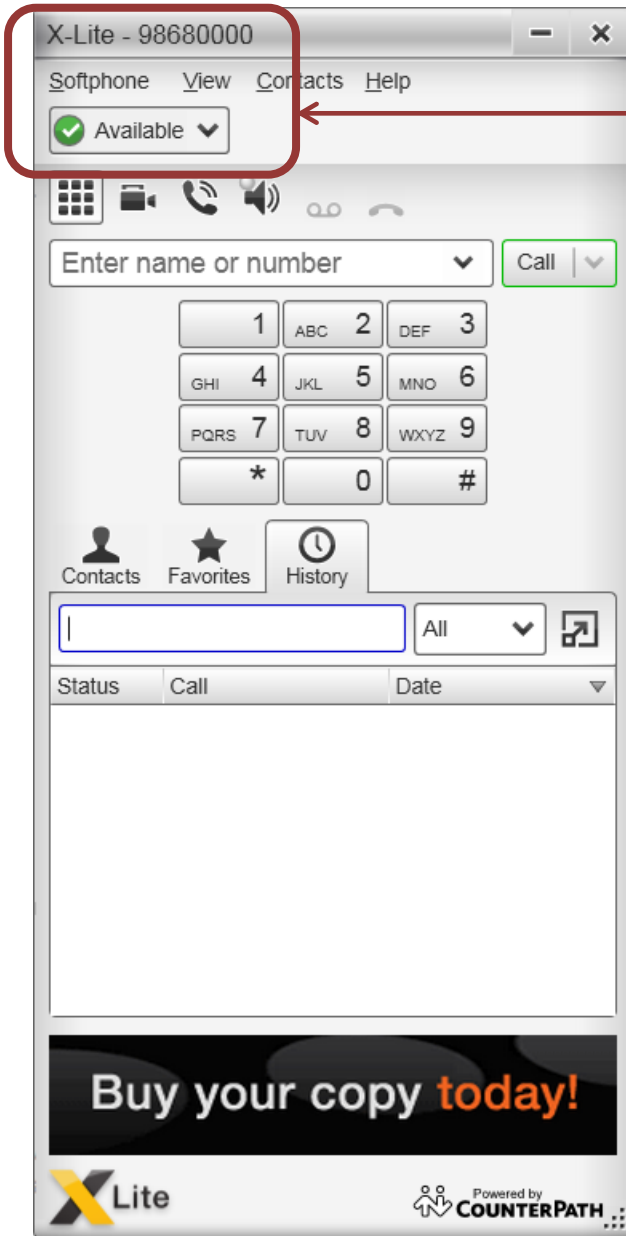 X-Lite - 98680000
Softphone View Contacts Help
Available
Enter name or number Call
1 ABC 2 DEF 3
GHI 4 JKL 5 MNO 6
PQRS 7 TUV 8 WXYZ 9
* 0 #
Contacts Favorites History
All
Status Call Date
Buy your copy today!
X Lite
Powered by
COUNTERPATH